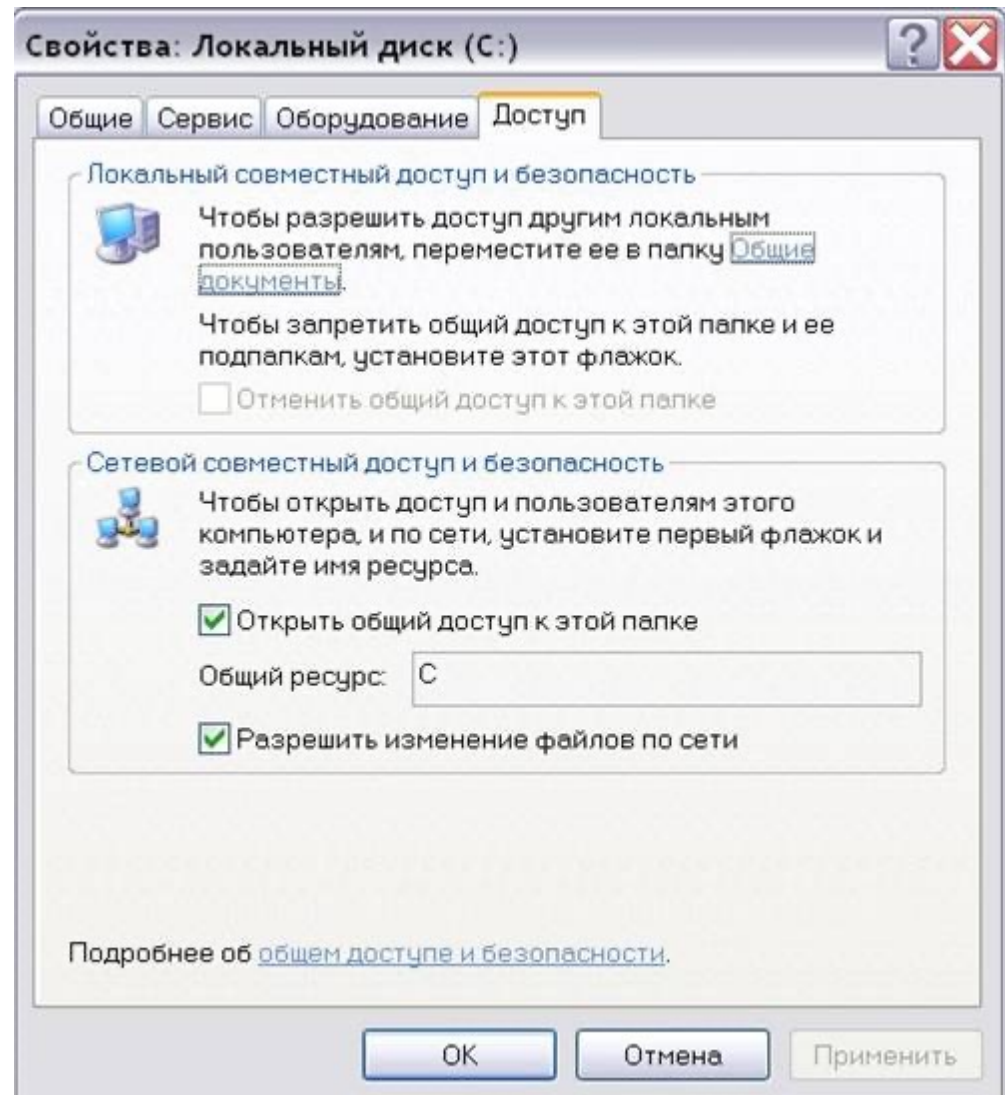 Свойства: Локальный диск (C:)
Общие Сервис Оборудование Доступ
Локальный совместный доступ и безопасность
Чтобы разрешить доступ другим локальным
пользователям, переместите ее в папку Общие
документы.
Чтобы запретить общий доступ к этой папке и ее
подпапкам, установите этот флажок.
Отменить общий доступ к этой папке
Сетевой совместный доступ и безопасность
Чтобы открыть доступ и пользователям этого
компьютера, и по сети, установите первый флажок и
задайте имя ресурса.
Открыть общий доступ к этой папке
Общий ресурс: C
Разрешить изменение файлов по сети
Подробнее об общем доступе и безопасности.
OK Отмена Применить